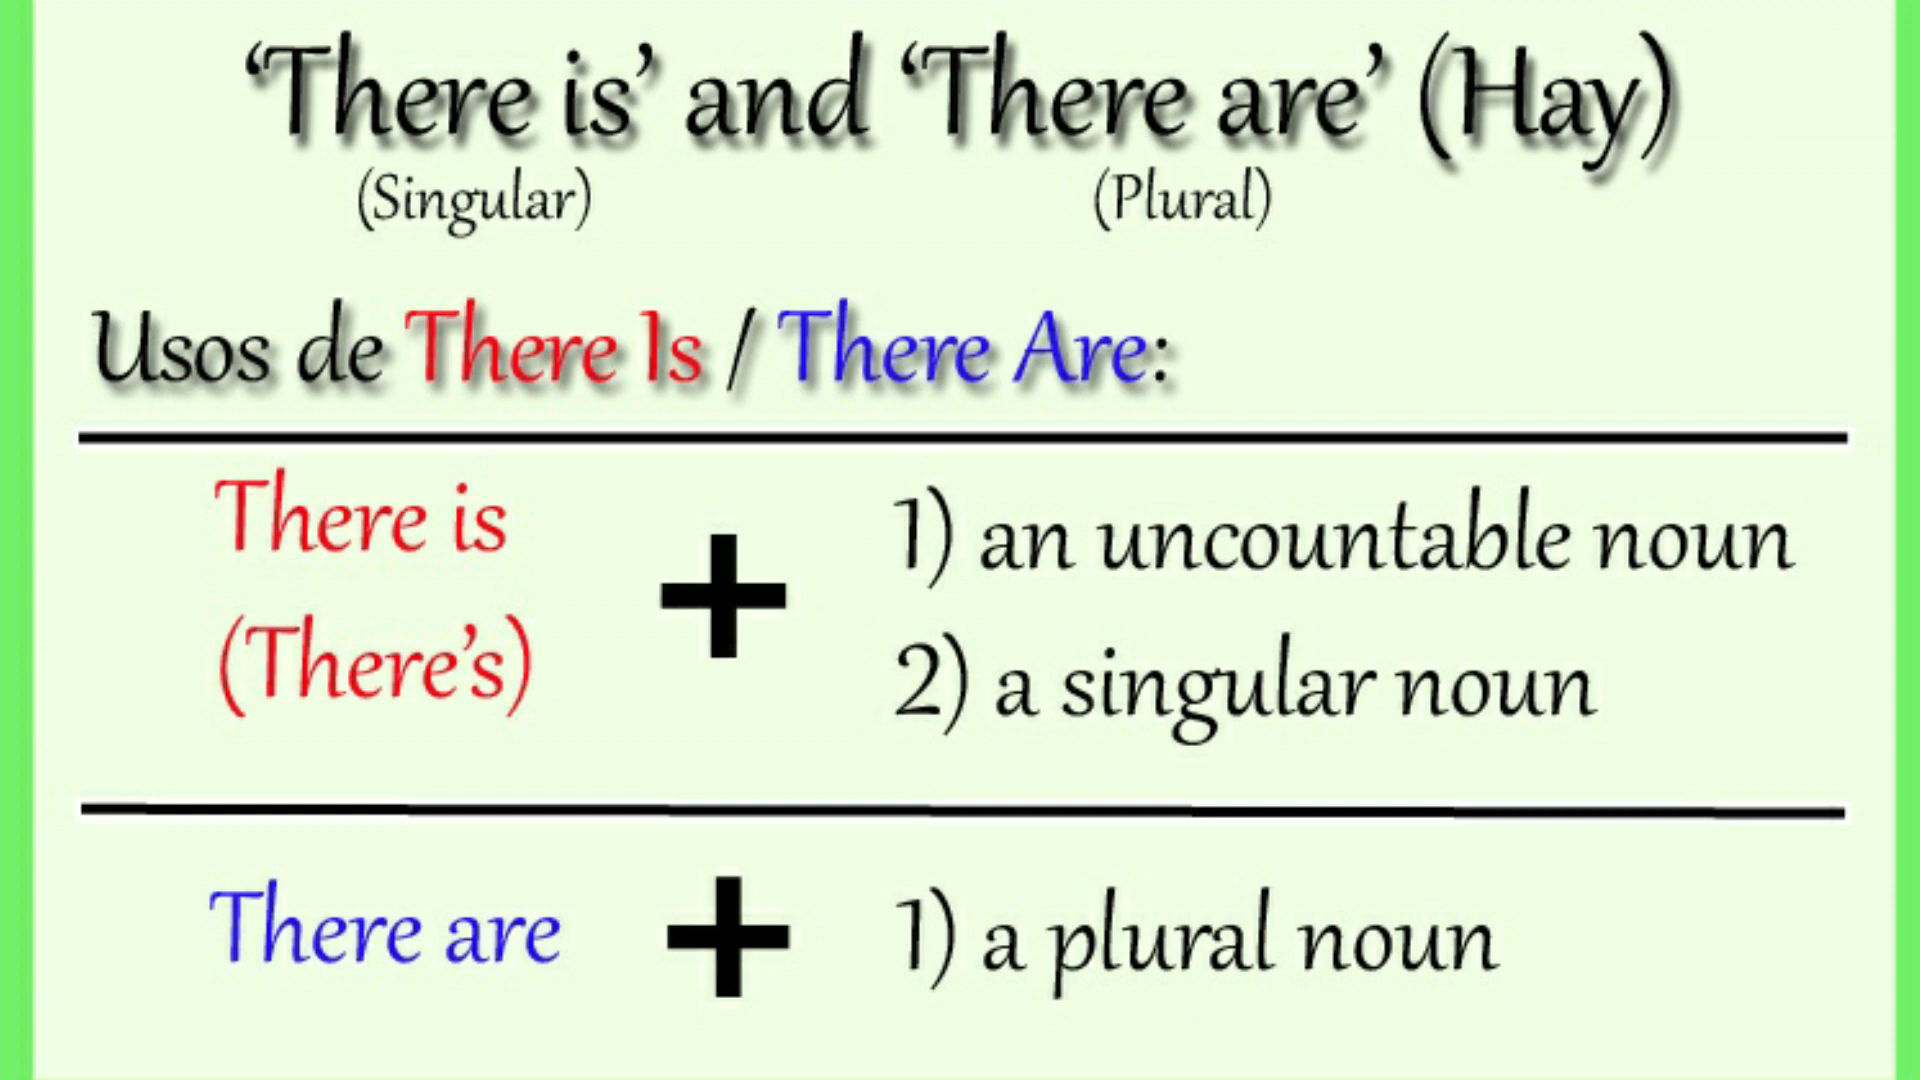 ‘There is’ and ‘There are’ (Hay)
(Singular) (Plural)
Usos de There Is / There Are:
There is + 1) an uncountable noun
(There’s) 2) a singular noun
There are + 1) a plural noun